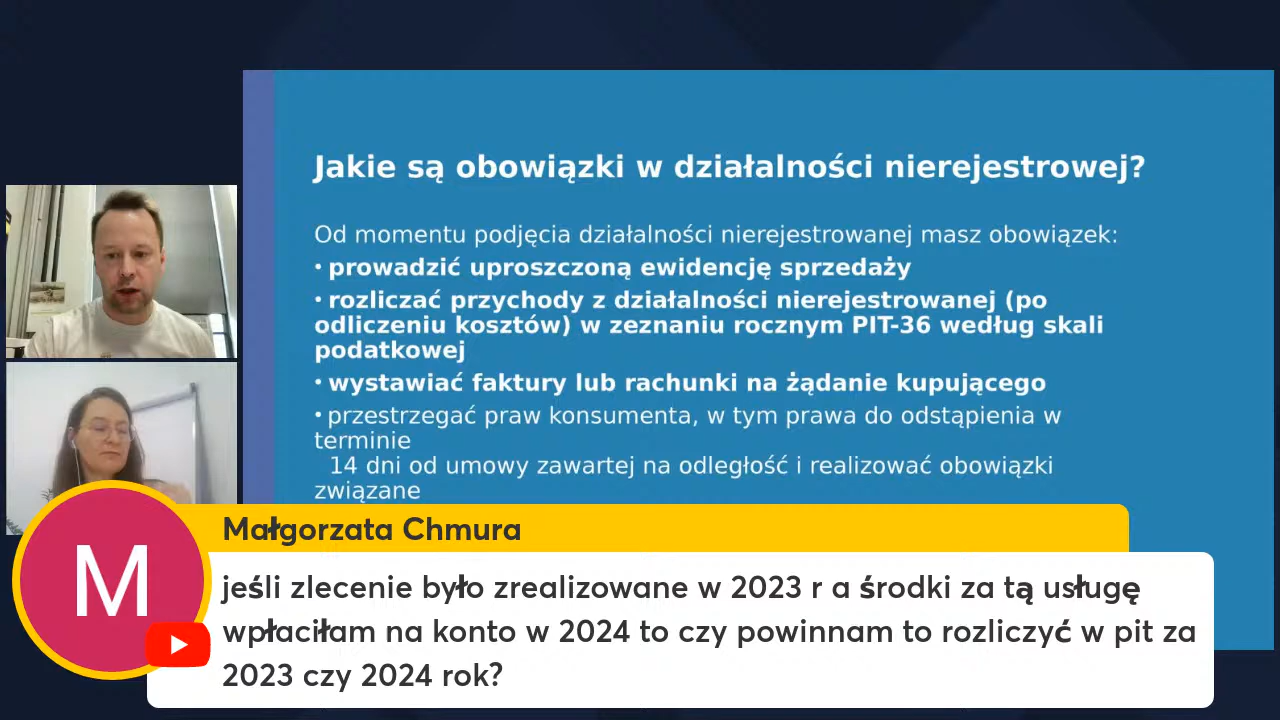 Jakie są obowiązki w działalności nierejestrowej?
Od momentu podjęcia działalności nierejestrowanej masz obowiązek:
• prowadzić uproszczoną ewidencję sprzedaży
• rozliczać przychody z działalności nierejestrowanej (po
odliczeniu kosztów) w zeznaniu rocznym PIT-36 według skali
podatkowej
• wystawiać faktury lub rachunki na żądanie kupującego
• przestrzegać praw konsumenta, w tym prawa do odstąpienia w
terminie
14 dni od umowy zawartej na odległość i realizować obowiązki
związane
M
Małgorzata Chmura
jeśli zlecenie było zrealizowane w 2023 r a środki za tą usługę
wpłaciłam na konto w 2024 to czy powinnam to rozliczyć w pit za
2023 czy 2024 rok?